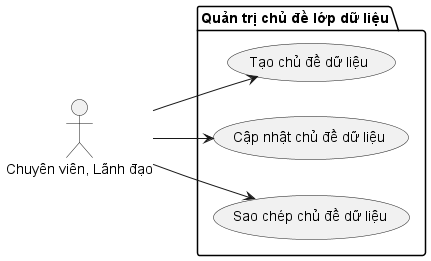 Quản trị chủ đề lớp dữ liệu
Tạo chủ đề dữ liệu
Cập nhật chủ đề dữ liệu
Chuyên viên, Lãnh đạo
Sao chép chủ đề dữ liệu